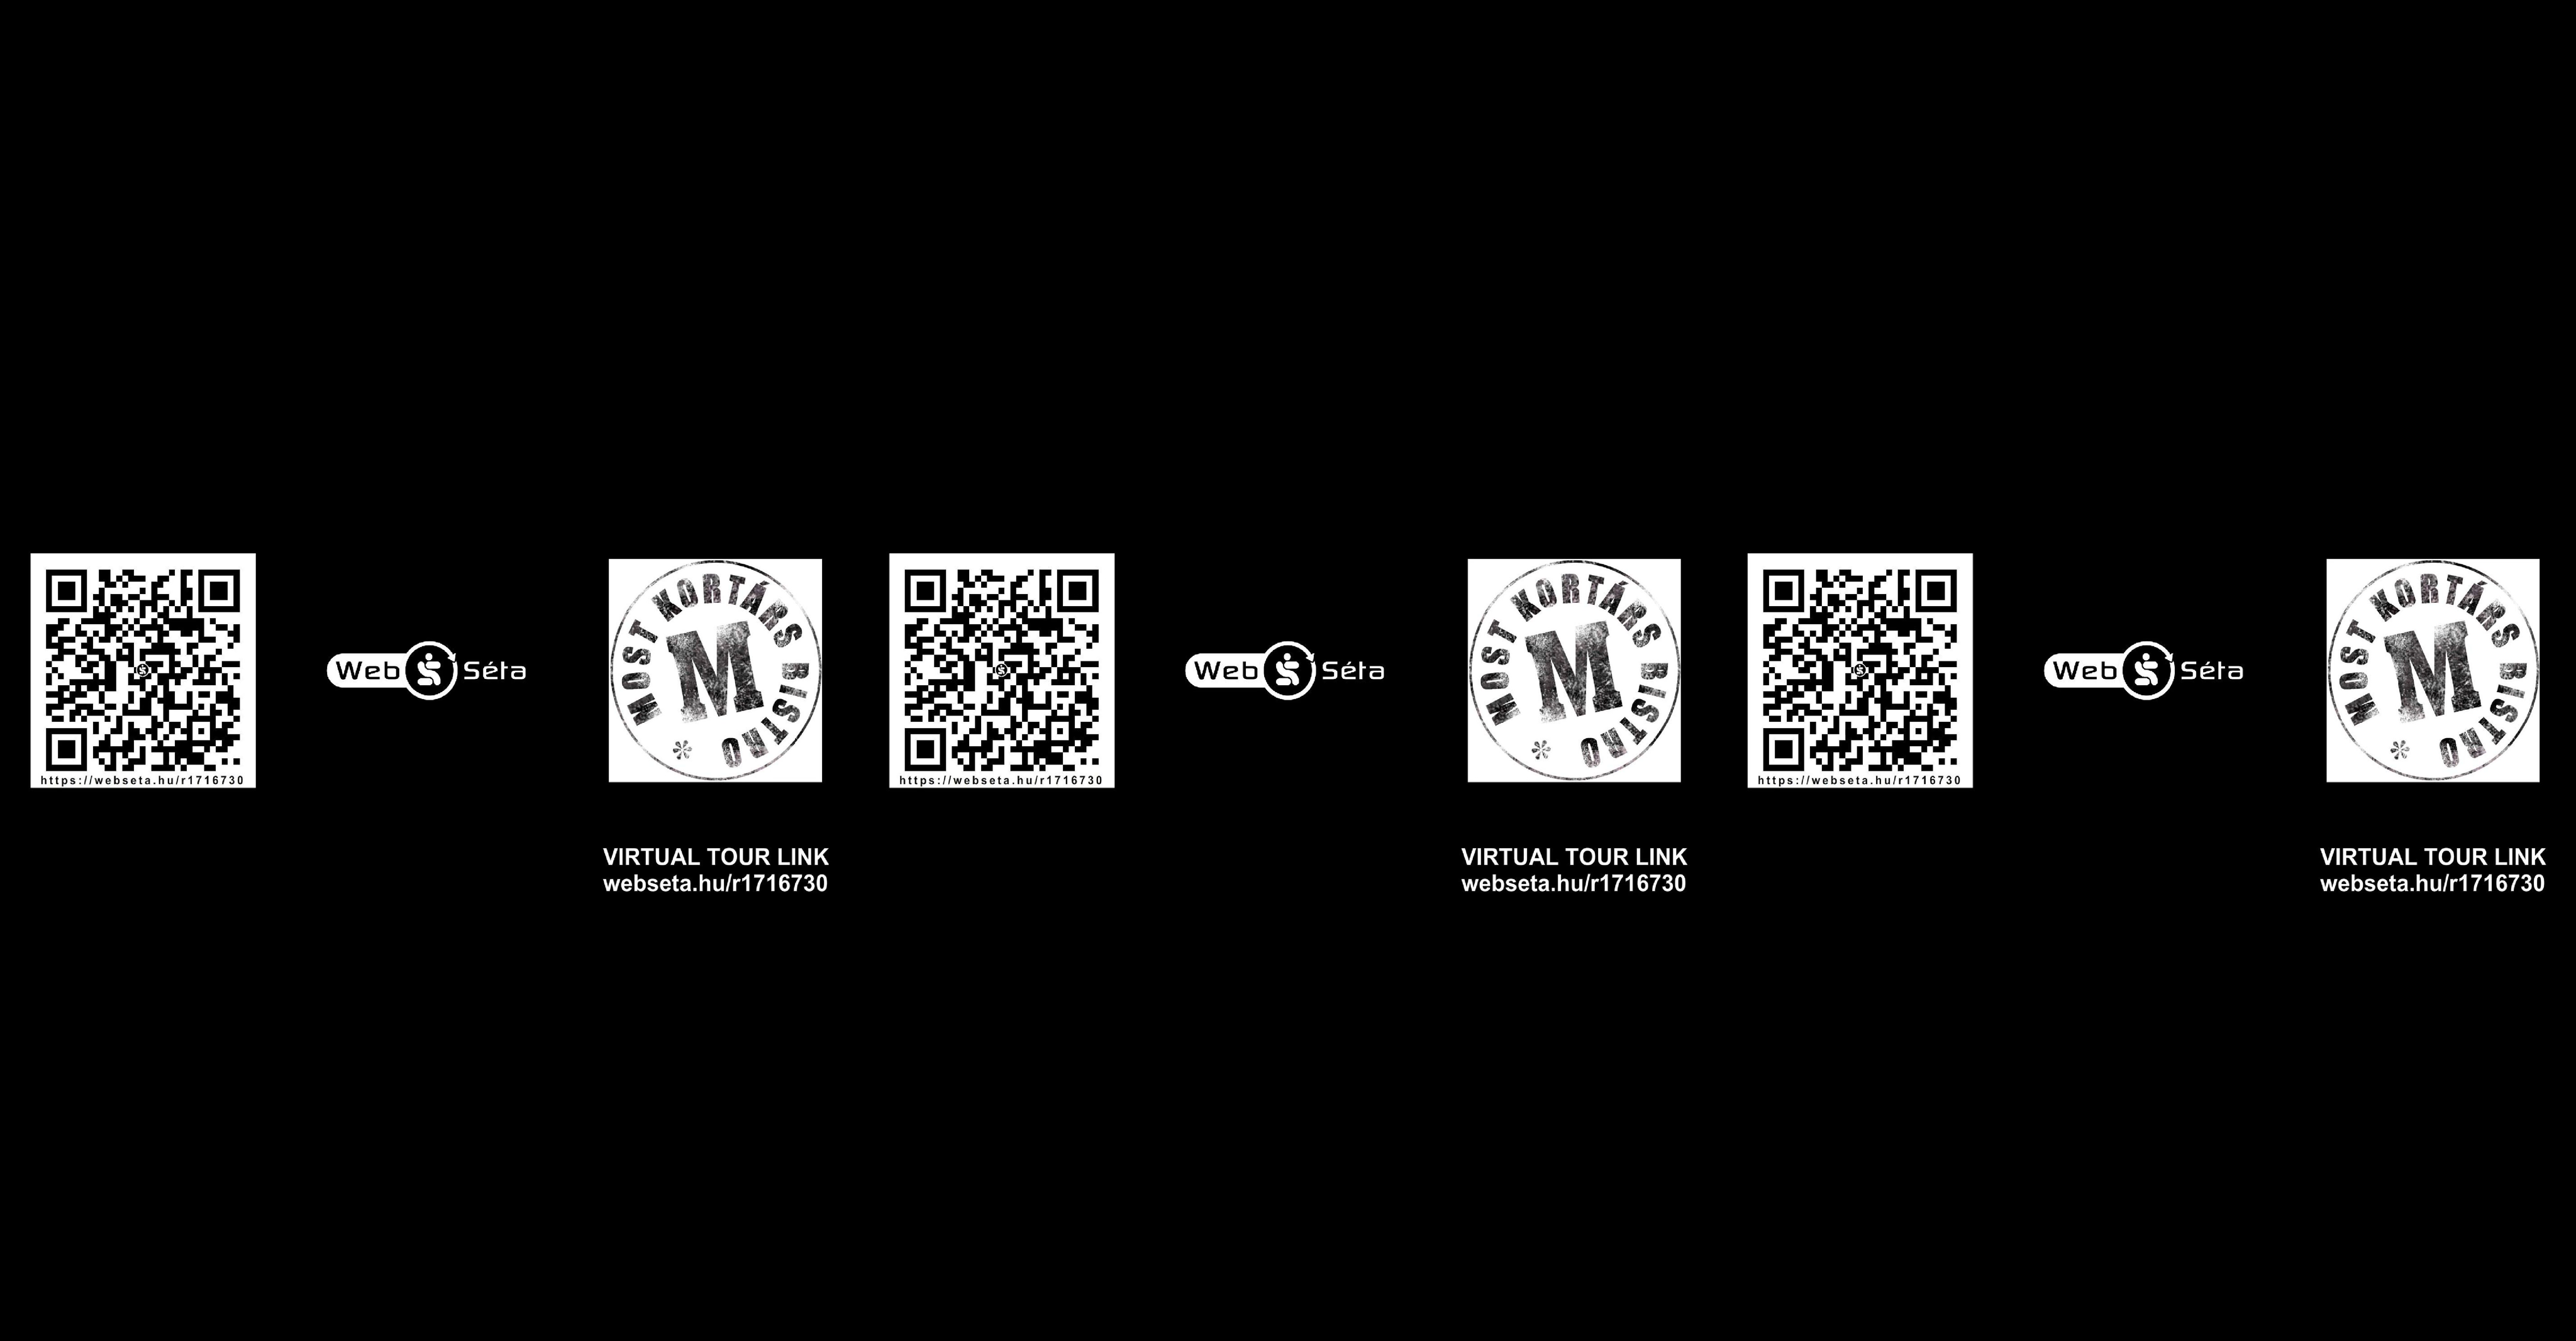 https://webseta.hu/r1716730
Web Séta
MOST KORTÁRS BISTRO *
M
VIRTUAL TOUR LINK
webseta.hu/r1716730
https://webseta.hu/r1716730
Web Séta
MOST KORTÁRS BISTRO *
M
VIRTUAL TOUR LINK
webseta.hu/r1716730
https://webseta.hu/r1716730
Web Séta
MOST KORTÁRS BISTRO *
M
VIRTUAL TOUR LINK
webseta.hu/r1716730